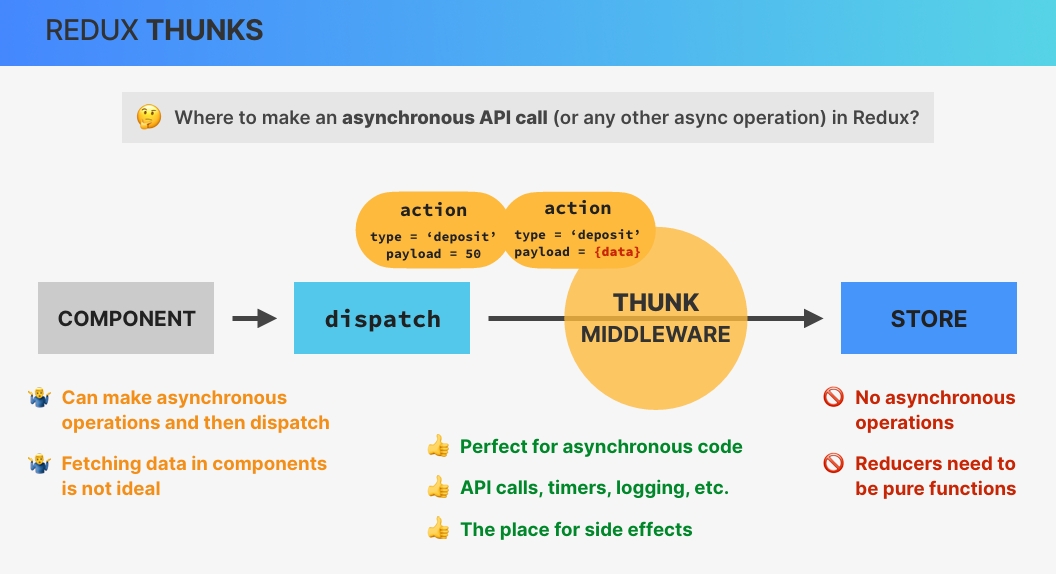 REDUX THUNKS
🤔 Where to make an asynchronous API call (or any other async operation) in Redux?
action
type = ‘deposit’
payload = 50
action
type = ‘deposit’
payload = {data}
COMPONENT
dispatch
THUNK
MIDDLEWARE
STORE
Can make asynchronous
operations and then dispatch
Fetching data in components
is not ideal
Perfect for asynchronous code
API calls, timers, logging, etc.
The place for side effects
No asynchronous
operations
Reducers need to
be pure functions